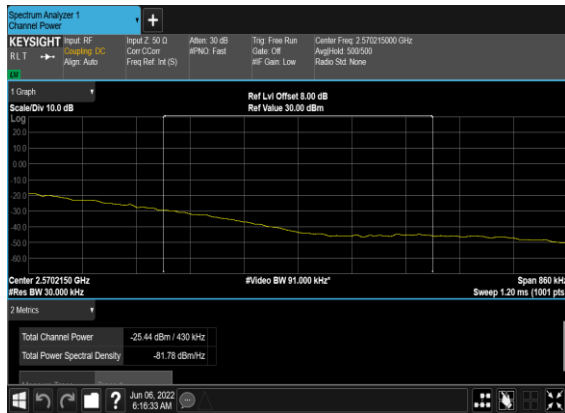 Spectrum Analyzer 1
Channel Power
+
KEYSIGHT Input: RF Input Z: 50 Ω Atten: 30 dB Trig: Free Run Center Freq: 2.570215000 GHz
RLT Coupling: DC Corr CCorr #PNO: Fast Gate: Off Avg|Hold: 500/500
Align: Auto Freq Ref: Int (S) #IF Gain: Low Radio Std: None
1 Graph
Scale/Div 10.0 dB Ref Lvl Offset 8.00 dB
Ref Value 30.00 dBm
Log
20.0
10.0
0.00
-10.0
-20.0
-30.0
-40.0
-50.0
-60.0
Center 2.5702150 GHz #Video BW 91.000 kHz* Span 860 kHz
#Res BW 30.000 kHz Sweep 1.20 ms (1001 pts
2 Metrics
Total Channel Power -25.44 dBm / 430 kHz
Total Power Spectral Density -81.78 dBm/Hz
?
Jun 06, 2022
6:16:33 AM